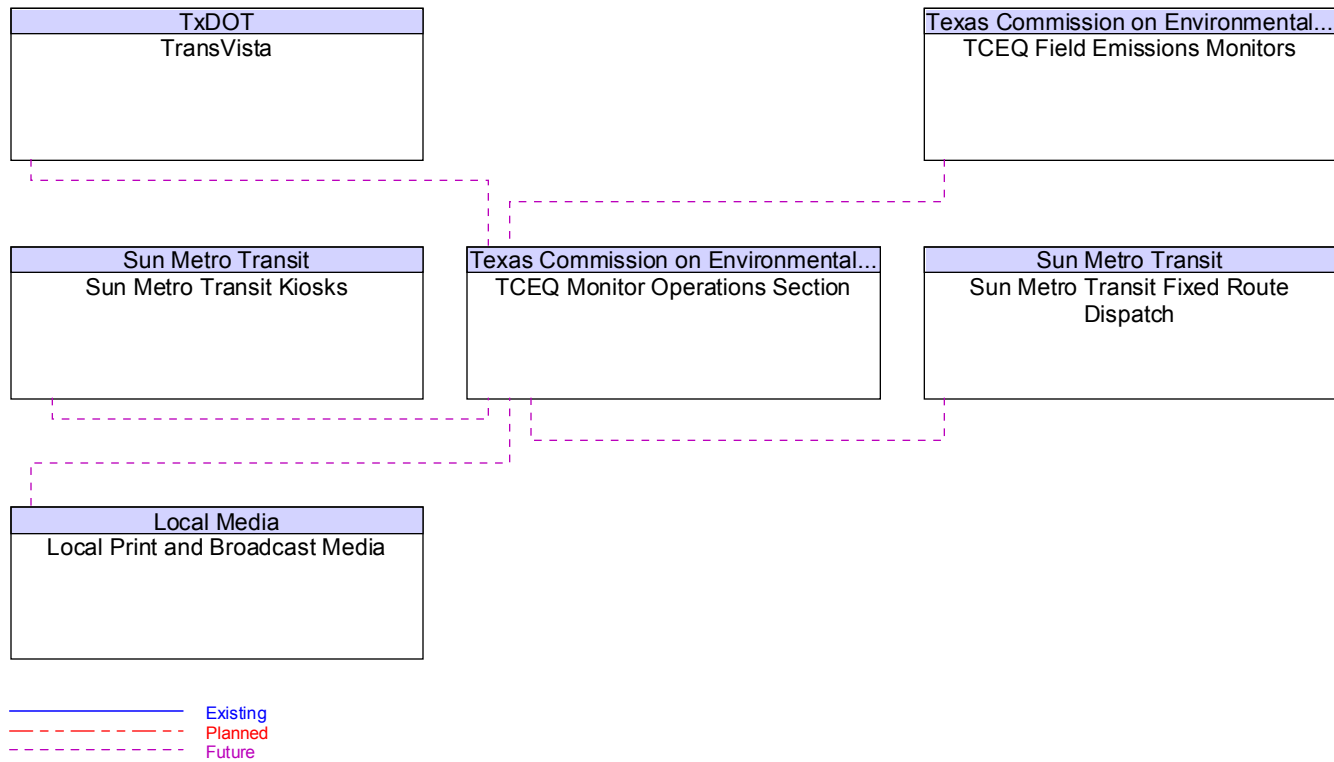 TxDOT
TransVista
Texas Commission on Environmental...
TCEQ Field Emissions Monitors
Sun Metro Transit
Sun Metro Transit Kiosks
Texas Commission on Environmental...
TCEQ Monitor Operations Section
Sun Metro Transit
Sun Metro Transit Fixed Route
Dispatch
Local Media
Local Print and Broadcast Media
Existing
Planned
Future